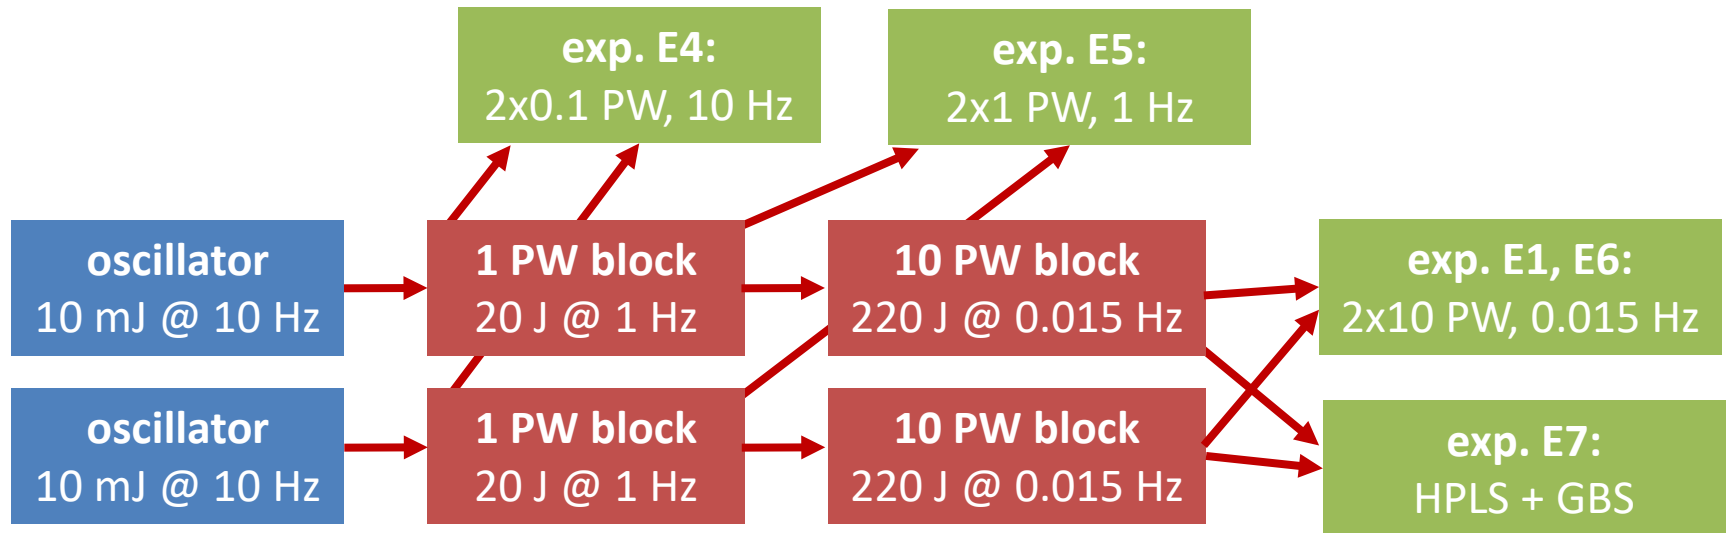 exp. E4:
2x0.1 PW, 10 Hz
exp. E5:
2x1 PW, 1 Hz
oscillator
10 mJ @ 10 Hz
1 PW block
20 J @ 1 Hz
10 PW block
220 J @ 0.015 Hz
exp. E1, E6:
2x10 PW, 0.015 Hz
oscillator
10 mJ @ 10 Hz
1 PW block
20 J @ 1 Hz
10 PW block
220 J @ 0.015 Hz
exp. E7:
HPLS + GBS